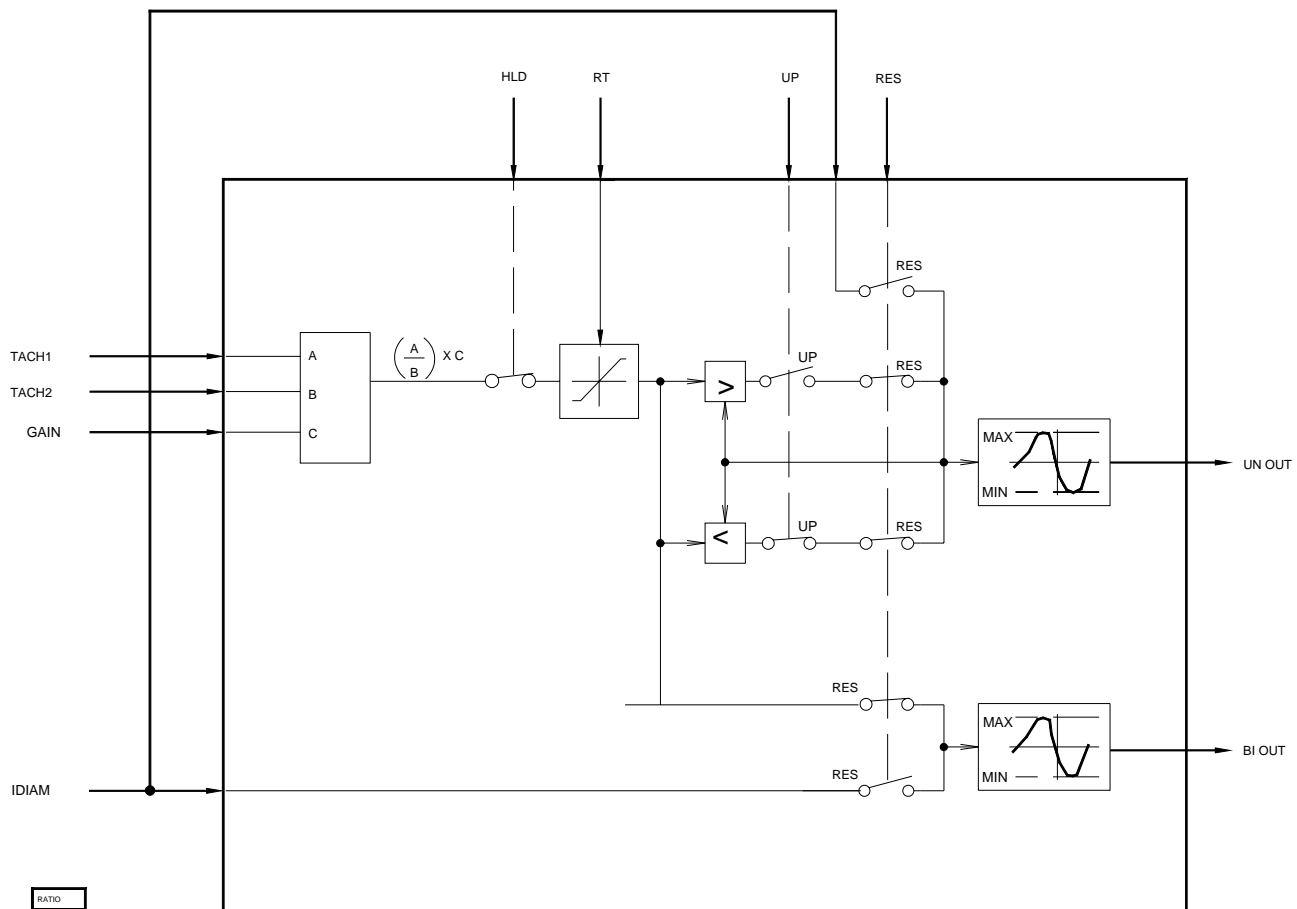 HLD
RT
UP
RES
RES
TACH1
A
(A/B) X C
UP
RES
TACH2
B
>
GAIN
C
MAX
UN OUT
MIN
<
UP
RES
RES
MAX
BI OUT
MIN
RES
IDIAM
RATIO